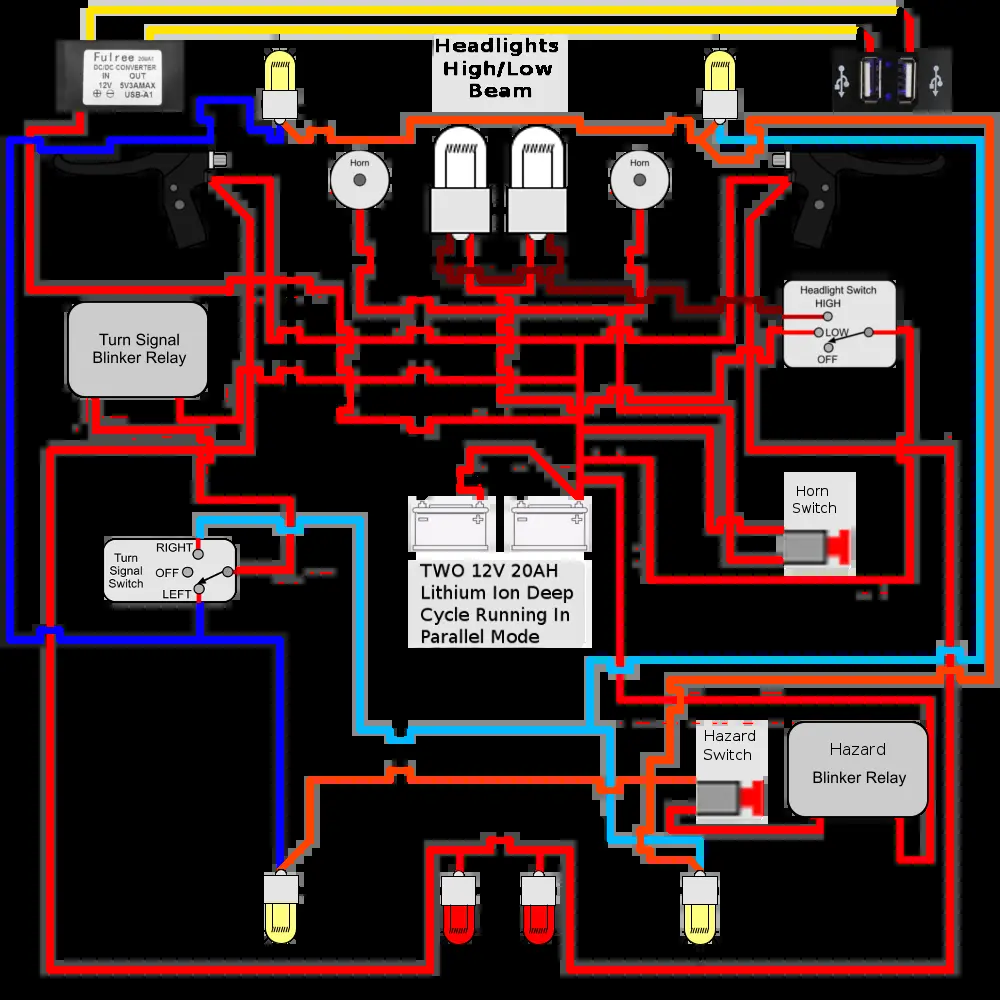 Headlights
High/Low
Beam
Fulree 20WA1
DC/DC-CONVERTER
IN OUT
12V 5V3AMAX
⊕ ⊖ USB-A1
Horn
Horn
Headlight Switch
HIGH
LOW
OFF
Turn Signal
Blinker Relay
Horn
Switch
RIGHT
Turn
Signal
Switch
OFF
LEFT
TWO 12V 20AH
Lithium Ion Deep
Cycle Running In
Parallel Mode
Hazard
Switch
Hazard
Blinker Relay